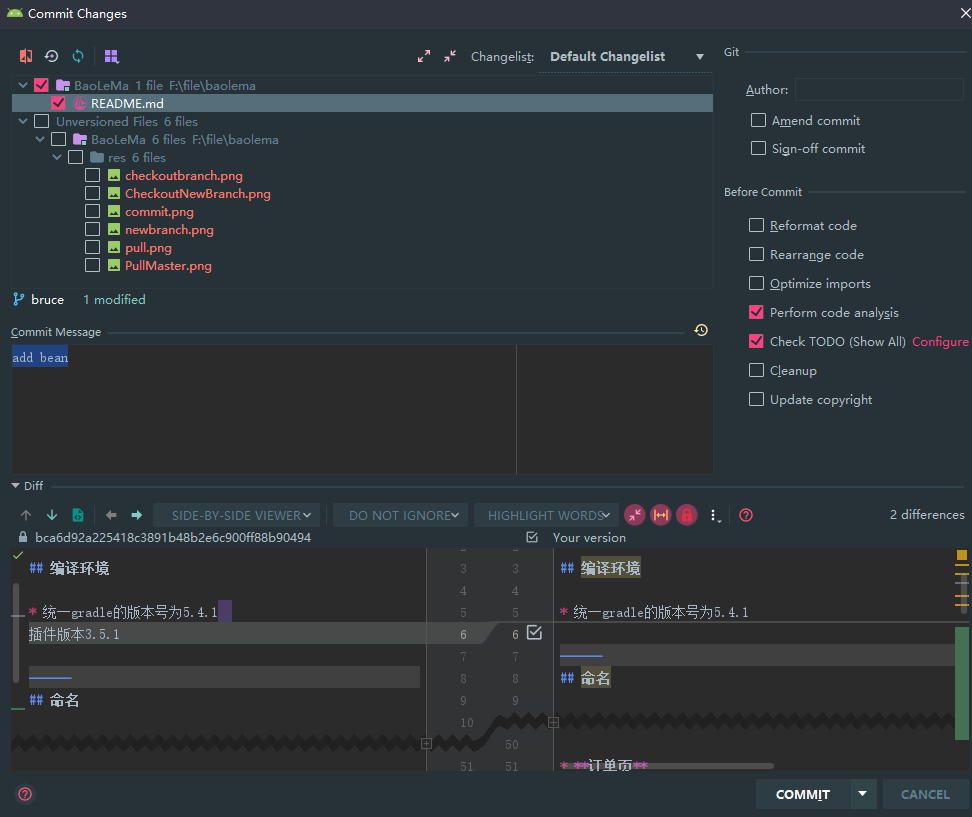 Commit Changes
Changelist: Default Changelist
Git
BaoLeMa 1 file F:\file\baolema
Author:
README.md
Unversioned Files 6 files
Amend commit
BaoLeMa 6 files F:\file\baolema
Sign-off commit
res 6 files
checkoutbranch.png
CheckoutNewBranch.png
Before Commit
commit.png
newbranch.png
Reformat code
pull.png
Rearrange code
PullMaster.png
Optimize imports
bruce 1 modified
Perform code analysis
Commit Message
Check TODO (Show All) Configure
add bean
Cleanup
Update copyright
Diff
SIDE-BY-SIDE VIEWER
DO NOT IGNORE
HIGHLIGHT WORDS
2 differences
bca6d92a225418c3891b48b2e6c900ff88b90494
Your version
## 编译环境 3 3 ## 编译环境
4 4
* 统一gradle的版本号为5.4.1 5 5 * 统一gradle的版本号为5.4.1
插件版本3.5.1 6 6
7 7
8 8 ## 命名
## 命名 9 9
10
50
51 51 * **订单页**
COMMIT CANCEL